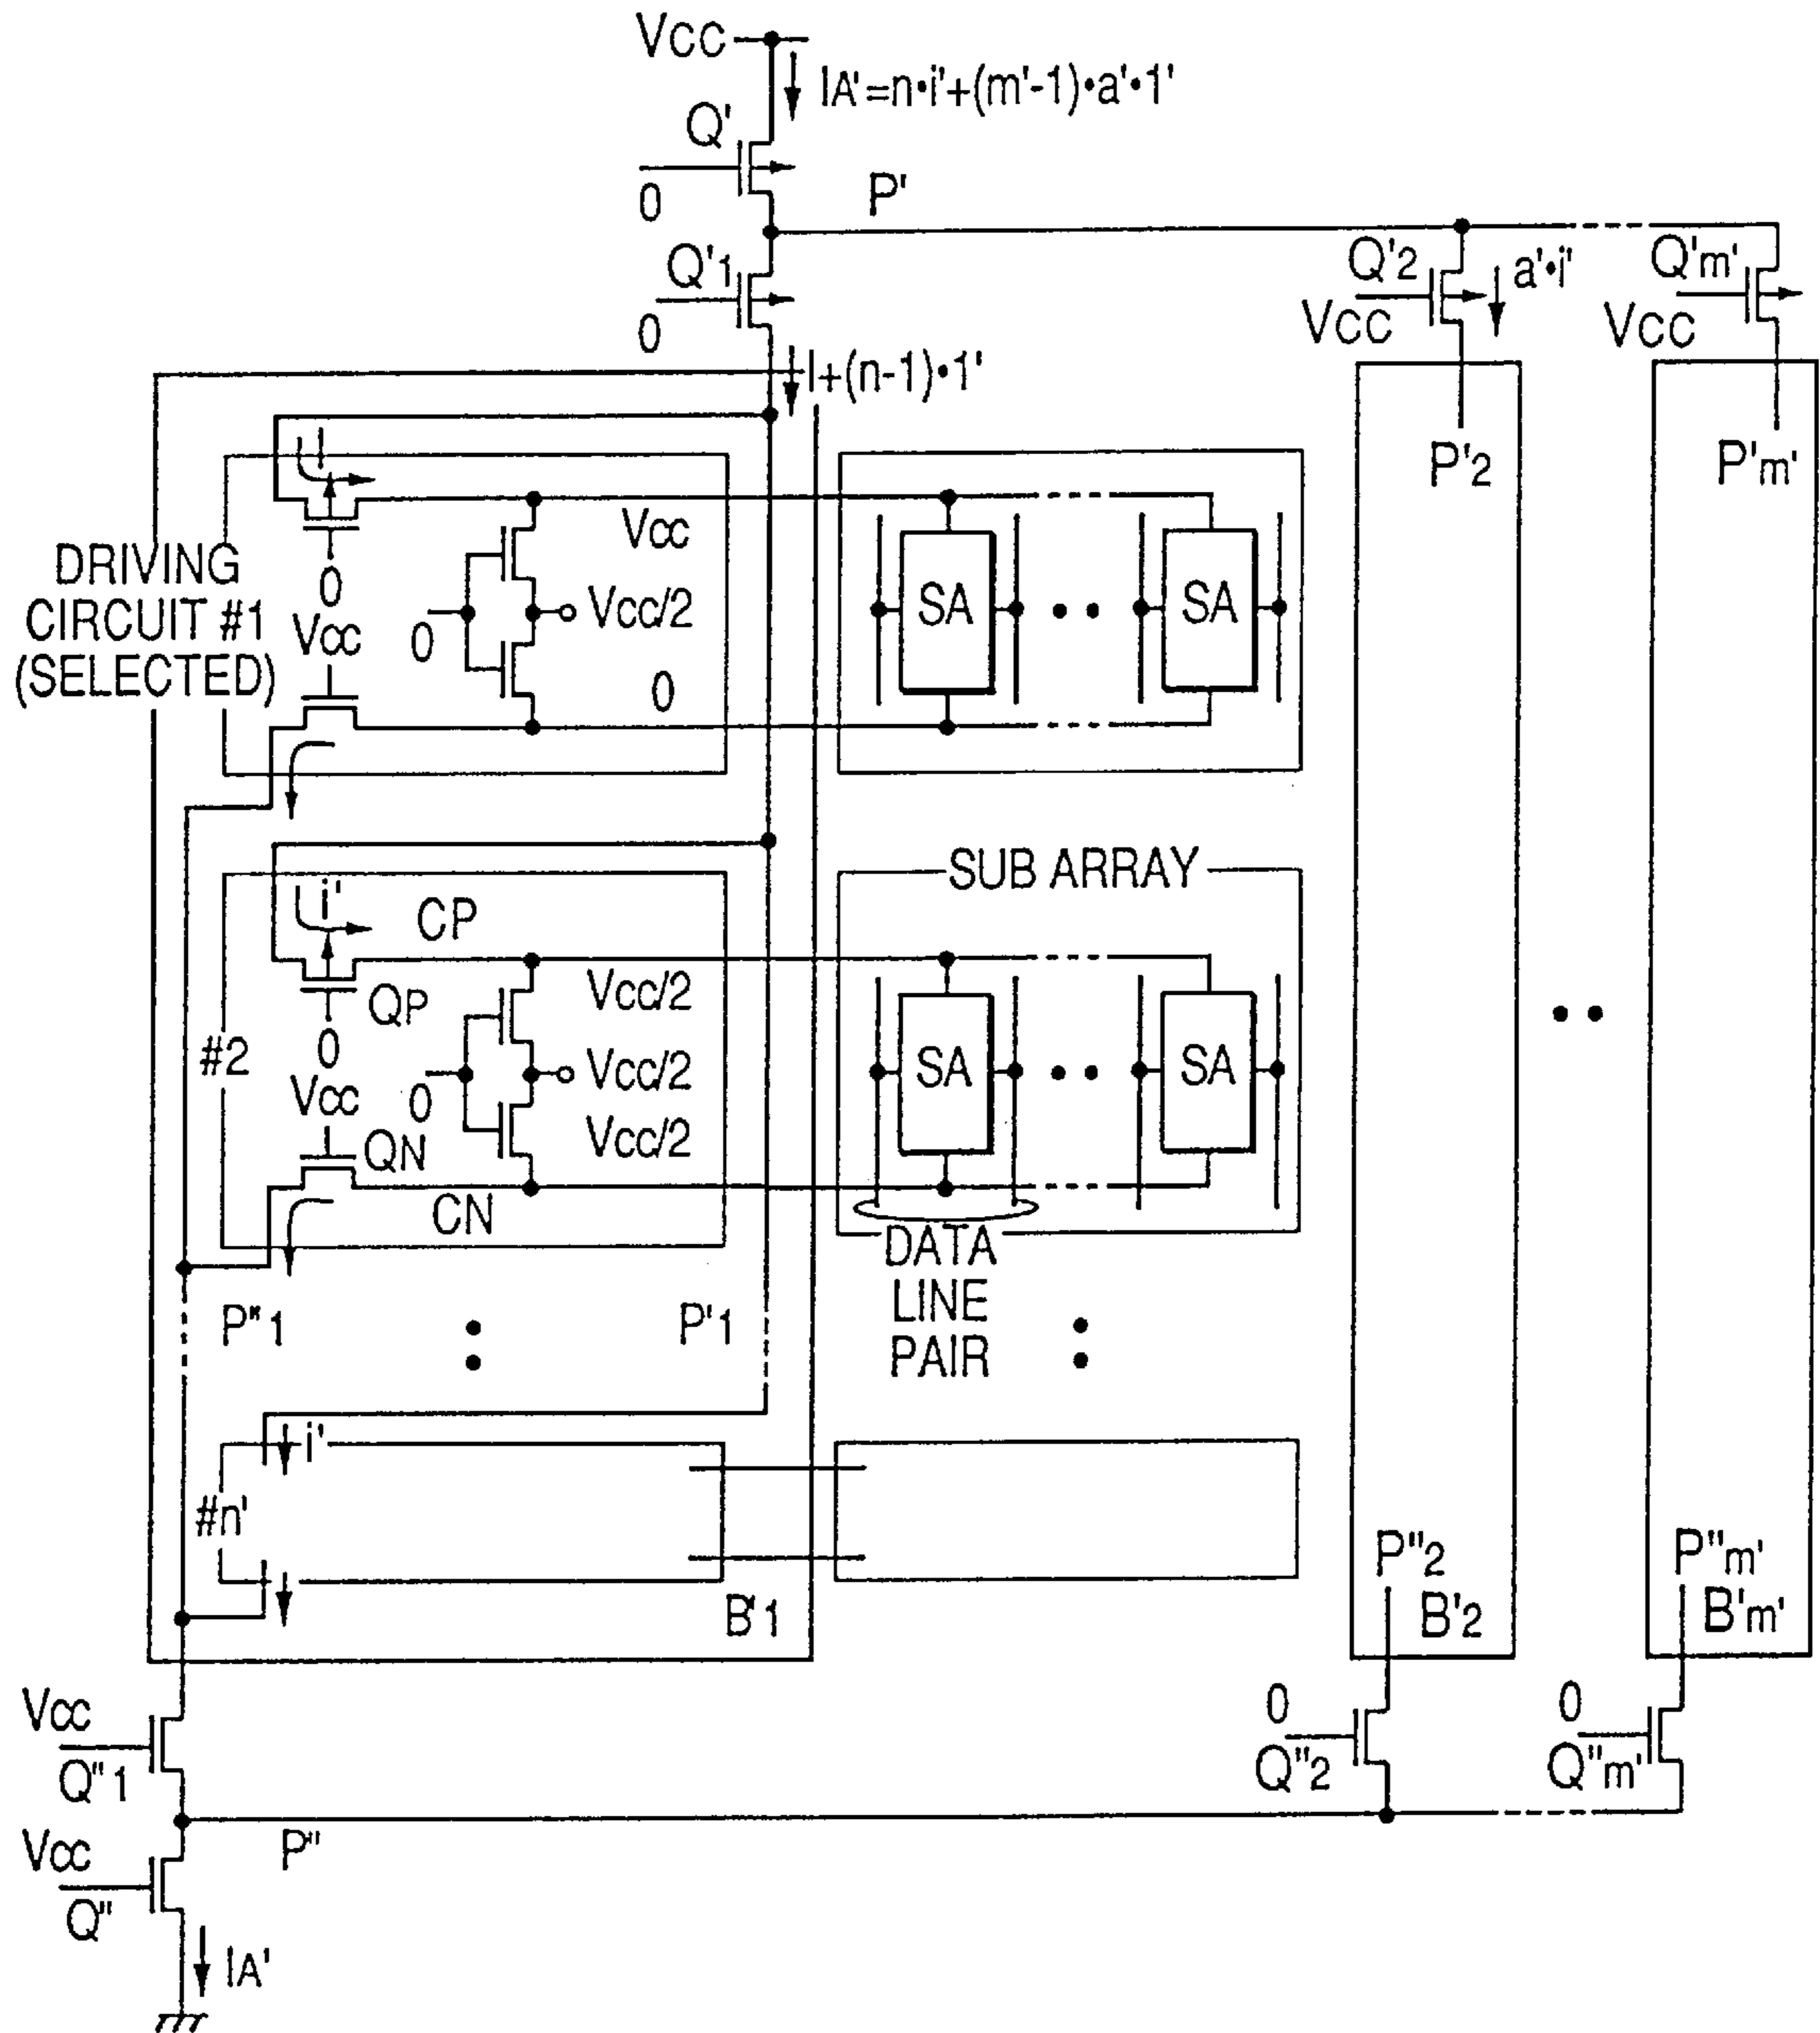 Vcc
IA'=n•i'+(m'-1)•a'•1'
Q'
0
P'
Q'1
0
Q'2
a'•i'
Vcc
Q'm'
Vcc
I+(n-1)•1'
P'2
P'm'
I
DRIVING
CIRCUIT #1
(SELECTED)
0
Vcc
Vcc
Vcc/2
0
0
SA
SA
SUB ARRAY
i'
CP
QP
0
Vcc
#2
QN
CN
Vcc/2
Vcc/2
Vcc/2
0
SA
SA
DATA
LINE
PAIR
P"1
P'1
i'
#n'
B'1
P"2
B'2
P"m'
B'm'
Vcc
Q"1
0
Q"2
0
Q"m'
P"
Vcc
Q"
IA'